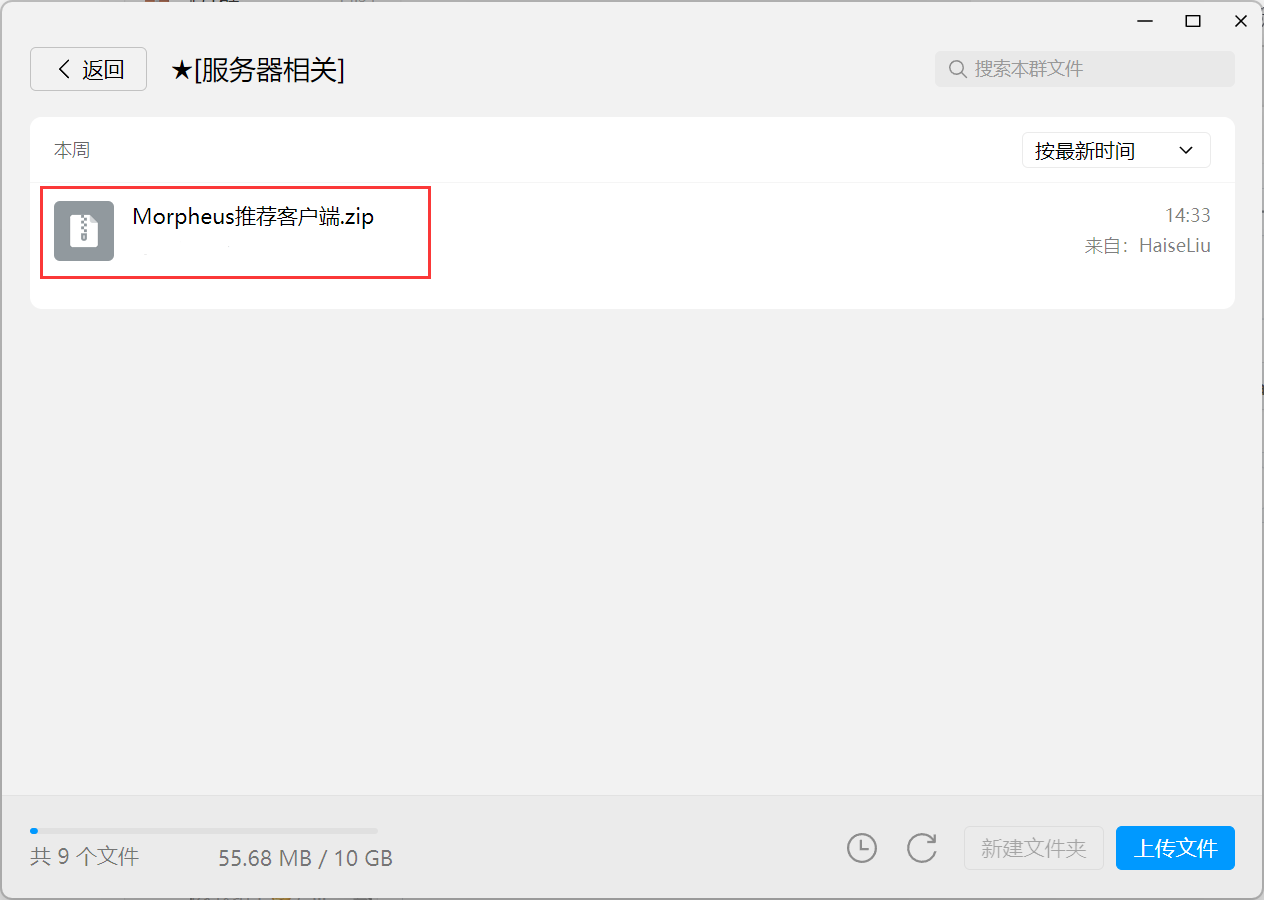 返回
★[服务器相关]
搜索本群文件
本周
按最新时间
Morpheus推荐客户端.zip
14:33
来自：HaiseLiu
共 9 个文件
55.68 MB / 10 GB
新建文件夹
上传文件